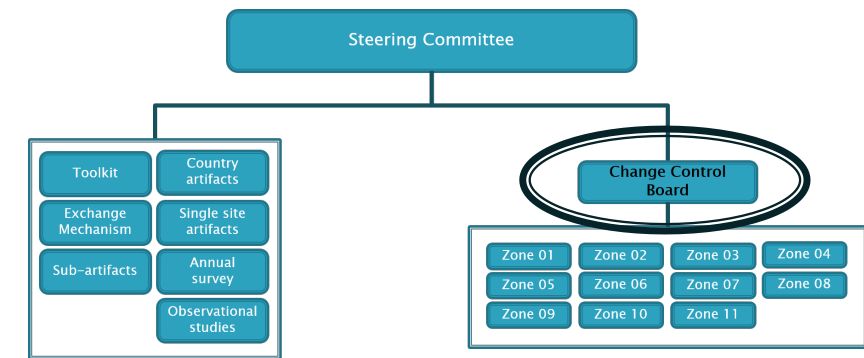 Steering Committee
Toolkit
Country
artifacts
Exchange
Mechanism
Single site
artifacts
Sub-artifacts
Annual
survey
Observational
studies
Change Control
Board
Zone 01
Zone 02
Zone 03
Zone 04
Zone 05
Zone 06
Zone 07
Zone 08
Zone 09
Zone 10
Zone 11